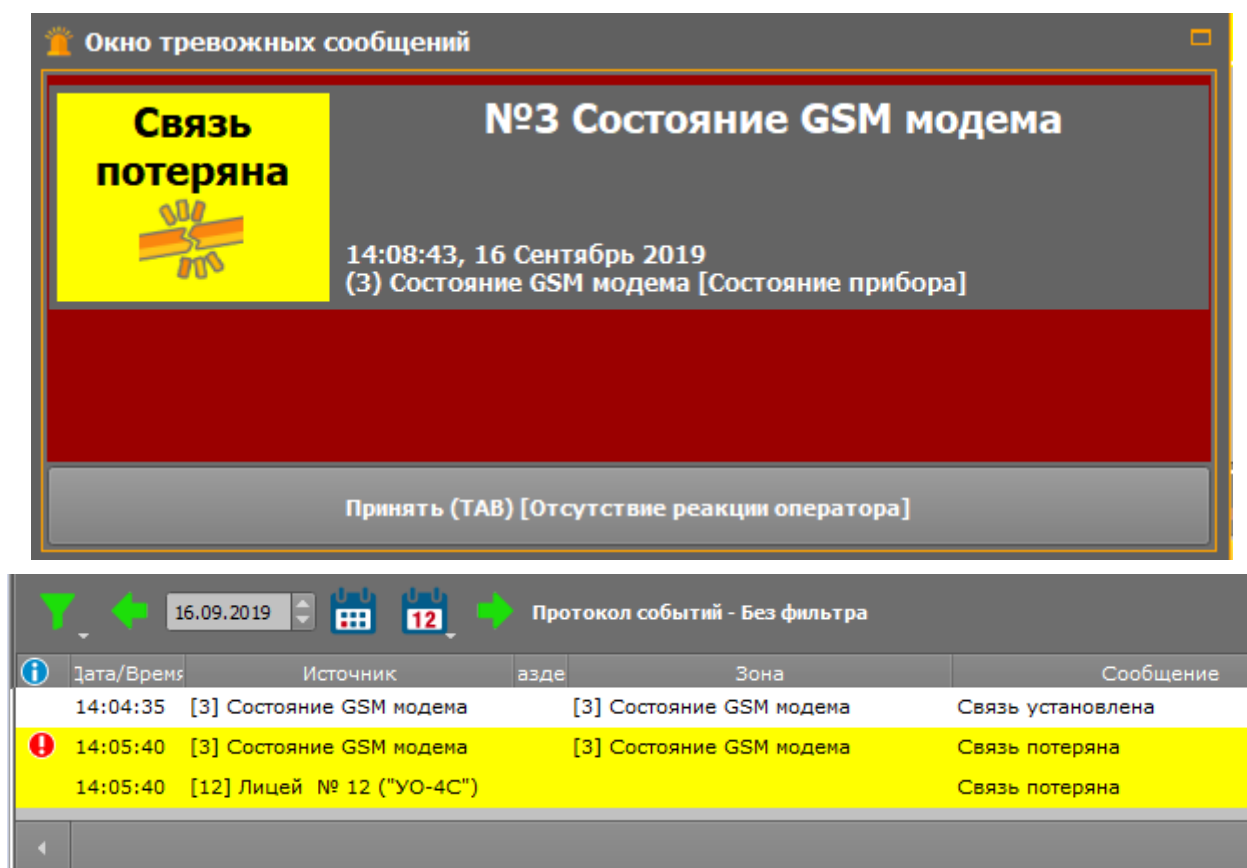 Окно тревожных сообщений
Связь
потеряна
№3 Состояние GSM модема
14:08:43, 16 Сентябрь 2019
(3) Состояние GSM модема [Состояние прибора]
Принять (TAB) [Отсутствие реакции оператора]
16.09.2019 12 Протокол событий - Без фильтра
Дата/Время Источник азде Зона Сообщение
14:04:35 [3] Состояние GSM модема [3] Состояние GSM модема Связь установлена
14:05:40 [3] Состояние GSM модема [3] Состояние GSM модема Связь потеряна
14:05:40 [12] Лицей № 12 ("УО-4С") Связь потеряна